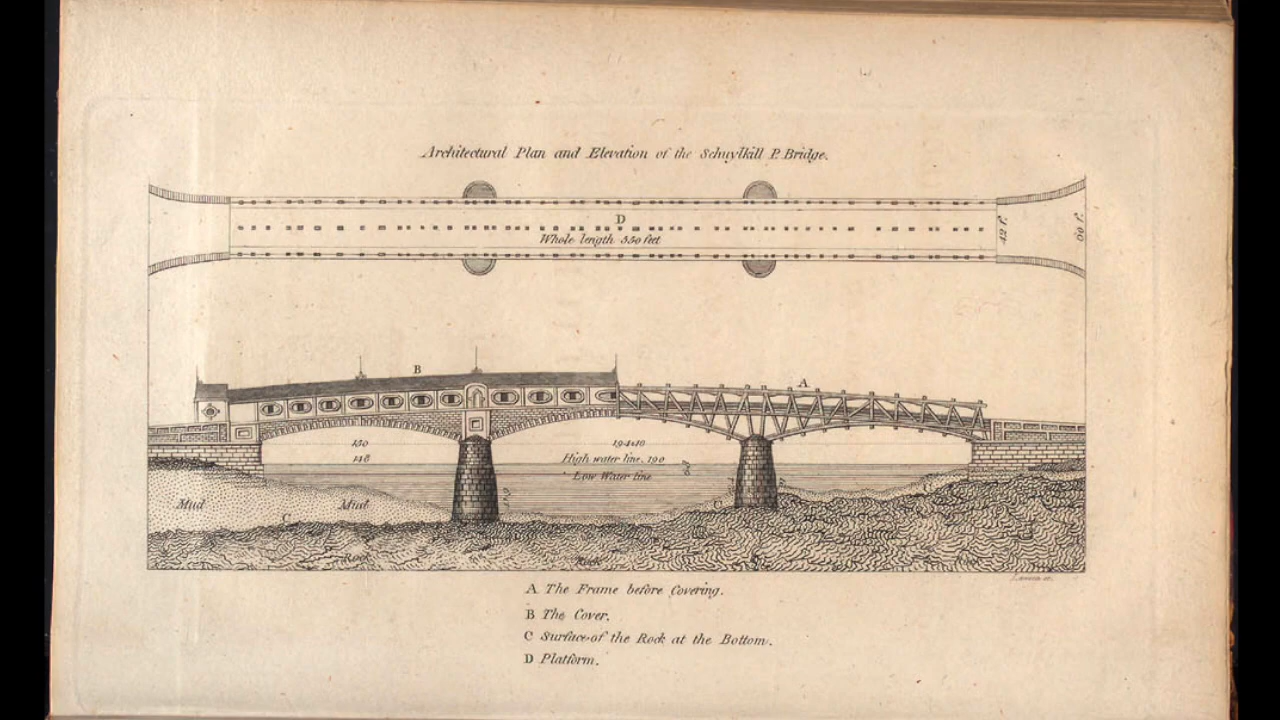 Architectural Plan and Elevation of the Schuylkill P. Bridge.
D
Whole length 550 feet
42 f.
60 f.
B
A
150
148
194.10
High water line. 190
Low Water line
Mud
Mud
C
C
C
Rock
Rock
A The Frame before Covering.
B The Cover.
C Surface of the Rock at the Bottom.
D Platform.